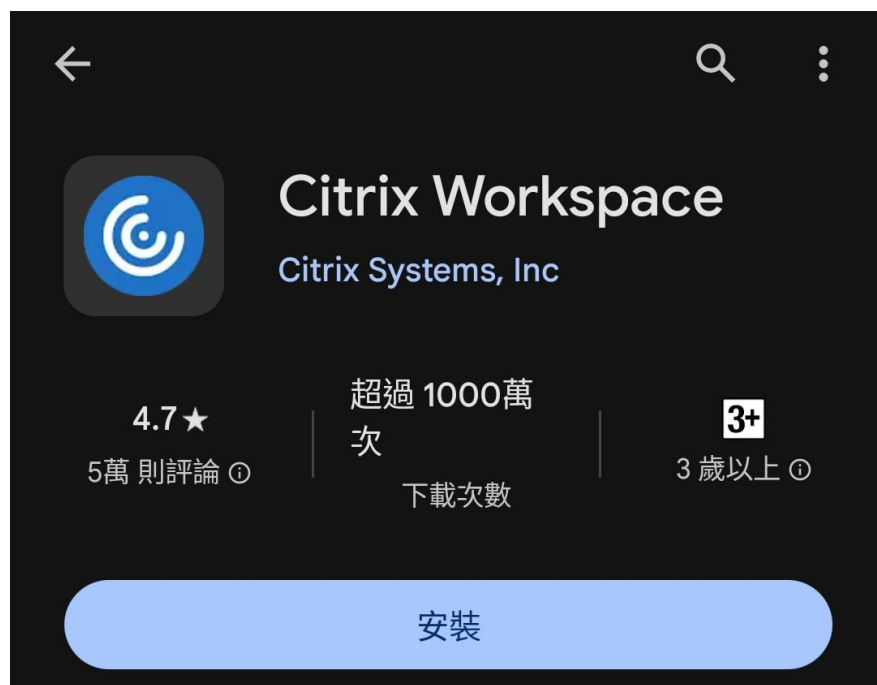 Citrix Workspace
Citrix Systems, Inc
4.7★
5萬 則評論
超過 1000萬
次
下載次數
3+
3 歲以上
安裝